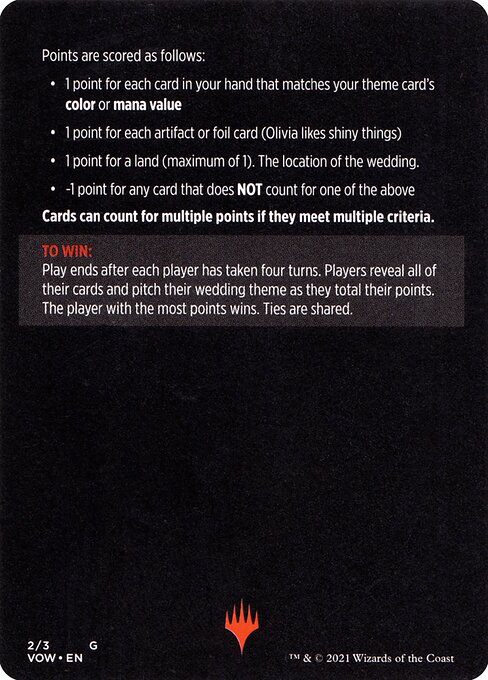 Points are scored as follows:
• 1 point for each card in your hand that matches your theme card's
color or mana value
• 1 point for each artifact or foil card (Olivia likes shiny things)
• 1 point for a land (maximum of 1). The location of the wedding.
• -1 point for any card that does NOT count for one of the above
Cards can count for multiple points if they meet multiple criteria.
TO WIN:
Play ends after each player has taken four turns. Players reveal all of
their cards and pitch their wedding theme as they total their points.
The player with the most points wins. Ties are shared.
2/3 G
VOW • EN
™ & © 2021 Wizards of the Coast